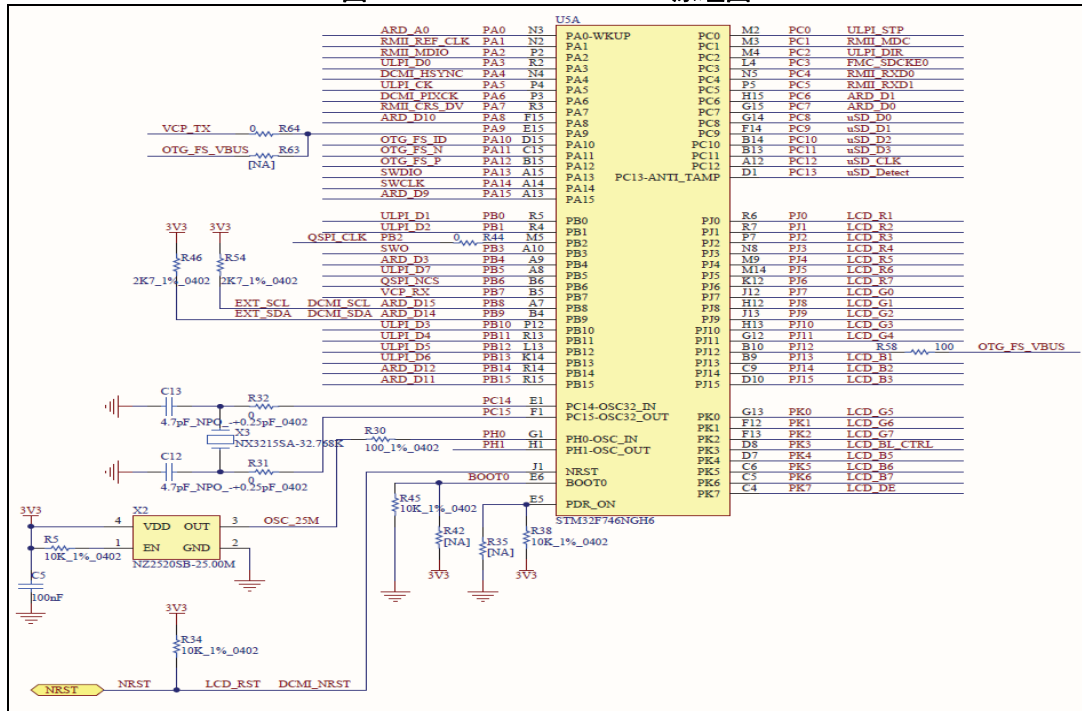 U5A
ARD_A0 PA0 N3 PA0-WKUP
RMII_REF_CLK PA1 N2 PA1
RMII_MDIO PA2 P2 PA2
ULPI_D0 PA3 R2 PA3
DCMI_HSYNC PA4 N4 PA4
ULPI_CK PA5 P4 PA5
DCMI_PIXCK PA6 P3 PA6
RMII_CRS_DV PA7 R3 PA7
ARD_D10 PA8 F15 PA8
PA9 E15 PA9
OTG_FS_ID PA10 D15 PA10
OTG_FS_N PA11 C15 PA11
OTG_FS_P PA12 B15 PA12
SWDIO PA13 A15 PA13
SWCLK PA14 A14 PA14
ARD_D9 PA15 A13 PA15
VCP_TX 0 R64
OTG_FS_VBUS R63
[NA]
PC0 M2 PC0 ULPI_STP
PC1 M3 PC1 RMII_MDC
PC2 M4 PC2 ULPI_DIR
PC3 L4 PC3 FMC_SDCKE0
PC4 N5 PC4 RMII_RXD0
PC5 P5 PC5 RMII_RXD1
PC6 H15 PC6 ARD_D1
PC7 G15 PC7 ARD_D0
PC8 G14 PC8 uSD_D0
PC9 F14 PC9 uSD_D1
PC10 B14 PC10 uSD_D2
PC11 B13 PC11 uSD_D3
PC12 A12 PC12 uSD_CLK
PC13-ANTI_TAMP D1 PC13 uSD_Detect
ULPI_D1 PB0 R5 PB0
ULPI_D2 PB1 R4 PB1
QSPI_CLK PB2 0 R44 M5 PB2
SWO PB3 A10 PB3
ARD_D3 PB4 A9 PB4
ULPI_D7 PB5 A8 PB5
QSPI_NCS PB6 B6 PB6
VCP_RX PB7 B5 PB7
EXT_SCL DCMI_SCL ARD_D15 PB8 A7 PB8
EXT_SDA DCMI_SDA ARD_D14 PB9 B4 PB9
ULPI_D3 PB10 P12 PB10
ULPI_D4 PB11 R13 PB11
ULPI_D5 PB12 L13 PB12
ULPI_D6 PB13 K14 PB13
ARD_D12 PB14 R14 PB14
ARD_D11 PB15 R15 PB15
3V3 3V3
R46 R54
2K7_1%_0402 2K7_1%_0402
PJ0 R6 PJ0 LCD_R1
PJ1 R7 PJ1 LCD_R2
PJ2 P7 PJ2 LCD_R3
PJ3 N8 PJ3 LCD_R4
PJ4 M9 PJ4 LCD_R5
PJ5 M14 PJ5 LCD_R6
PJ6 K12 PJ6 LCD_R7
PJ7 J12 PJ7 LCD_G0
PJ8 H12 PJ8 LCD_G1
PJ9 J13 PJ9 LCD_G2
PJ10 H13 PJ10 LCD_G3
PJ11 G12 PJ11 LCD_G4
PJ12 B10 PJ12 R58 100 OTG_FS_VBUS
PJ13 B9 PJ13 LCD_B1
PJ14 C9 PJ14 LCD_B2
PJ15 D10 PJ15 LCD_B3
C13 R32 PC14 E1 PC14-OSC32_IN
4.7pF_NPO_-+0.25pF_0402 0 PC15 F1 PC15-OSC32_OUT
X3
NX3215SA-32.768K
R30 PH0 G1 PH0-OSC_IN
100_1%_0402 PH1 H1 PH1-OSC_OUT
C12 R31
4.7pF_NPO_-+0.25pF_0402 0
J1 NRST
BOOT0 E6 BOOT0
E5 PDR_ON
PK0 G13 PK0 LCD_G5
PK1 F12 PK1 LCD_G6
PK2 F13 PK2 LCD_G7
PK3 D8 PK3 LCD_BL_CTRL
PK4 D7 PK4 LCD_B5
PK5 C6 PK5 LCD_B6
PK6 C5 PK6 LCD_B7
PK7 C4 PK7 LCD_DE
STM32F746NGH6
R45
10K_1%_0402
R42
[NA]
3V3
R35
[NA]
R38
10K_1%_0402
3V3
3V3
X2
4 VDD OUT 3 OSC_25M
1 EN GND 2
NZ2520SB-25.00M
R5
10K_1%_0402
C5
100nF
3V3
R34
10K_1%_0402
NRST NRST LCD_RST DCMI_NRST